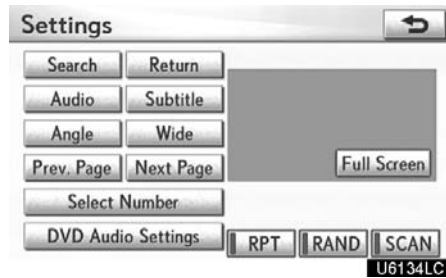 Settings
Search Return
Audio Subtitle
Angle Wide
Prev. Page Next Page Full Screen
Select Number
DVD Audio Settings RPT RAND SCAN
U6134LC